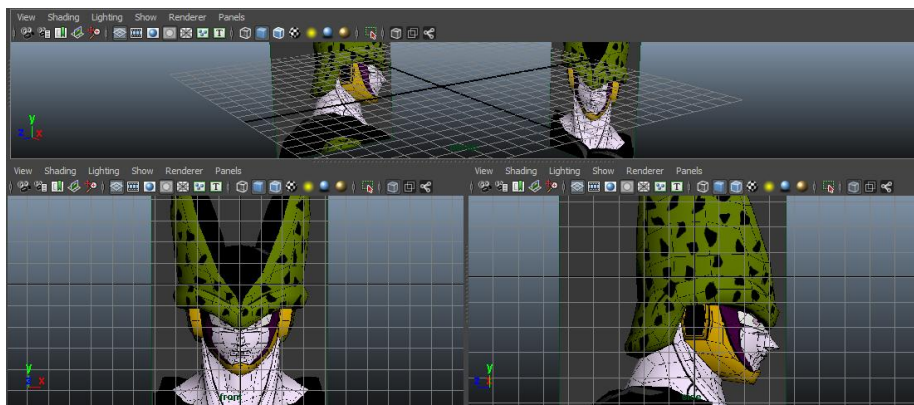 View Shading Lighting Show Renderer Panels
T
y
z x
View Shading Lighting Show Renderer Panels
T
View Shading Lighting Show Renderer Panels
T
y
z x
front
y
side